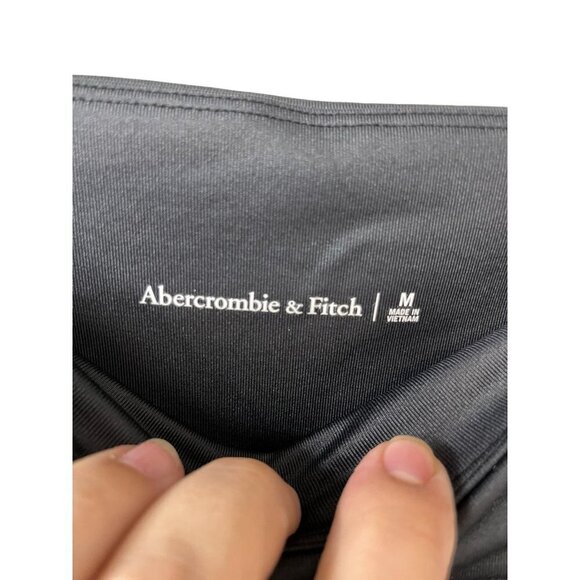 Abercrombie & Fitch | M
MADE IN
VIETNAM